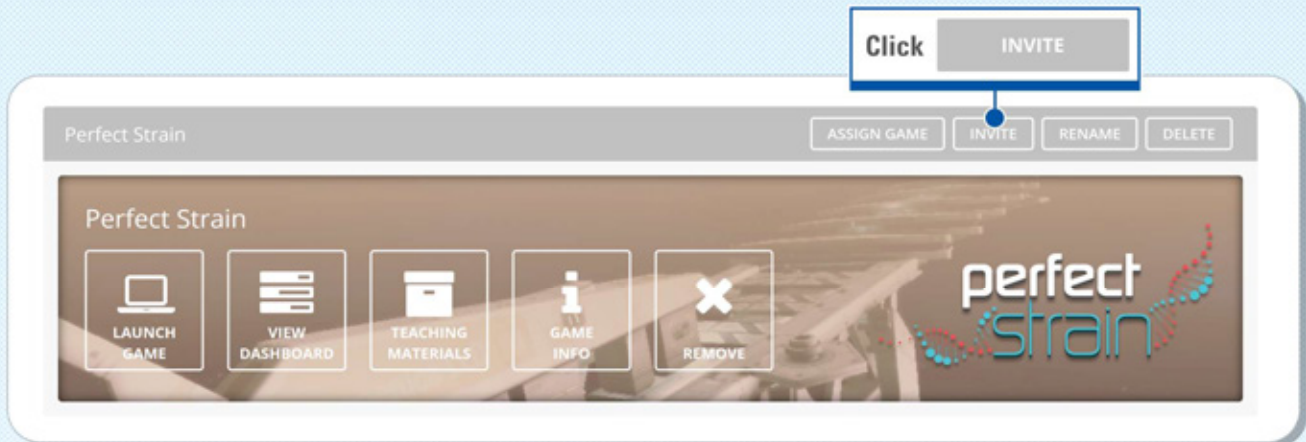 Click INVITE
Perfect Strain ASSIGN GAME INVITE RENAME DELETE
Perfect Strain
LAUNCH GAME
VIEW DASHBOARD
TEACHING MATERIALS
GAME INFO
REMOVE
perfect
strain